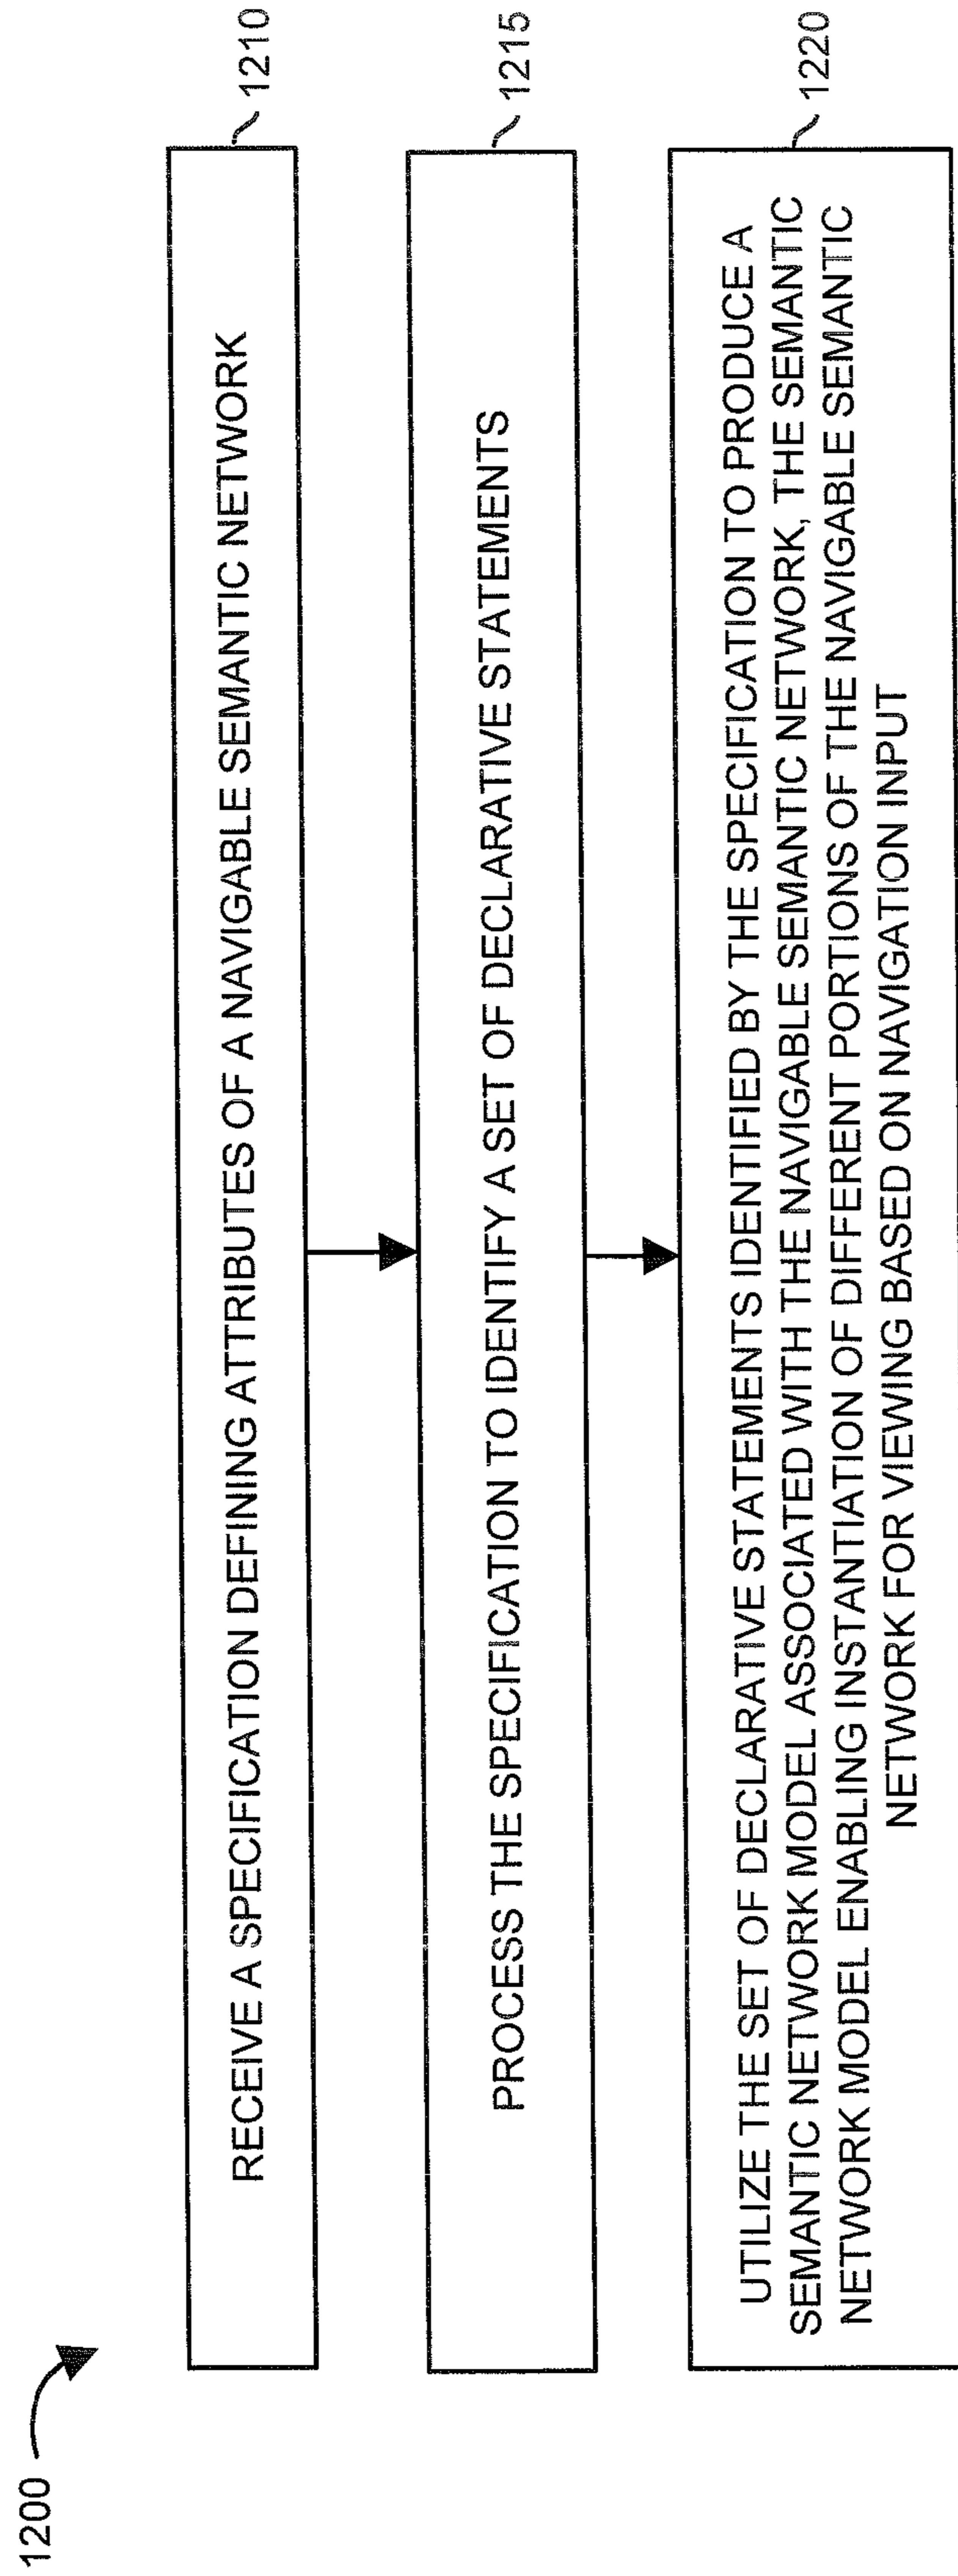 1200
RECEIVE A SPECIFICATION DEFINING ATTRIBUTES OF A NAVIGABLE SEMANTIC NETWORK
1210
PROCESS THE SPECIFICATION TO IDENTIFY A SET OF DECLARATIVE STATEMENTS
1215
UTILIZE THE SET OF DECLARATIVE STATEMENTS IDENTIFIED BY THE SPECIFICATION TO PRODUCE A
SEMANTIC NETWORK MODEL ASSOCIATED WITH THE NAVIGABLE SEMANTIC NETWORK, THE SEMANTIC
NETWORK MODEL ENABLING INSTANTIATION OF DIFFERENT PORTIONS OF THE NAVIGABLE SEMANTIC
NETWORK FOR VIEWING BASED ON NAVIGATION INPUT
1220